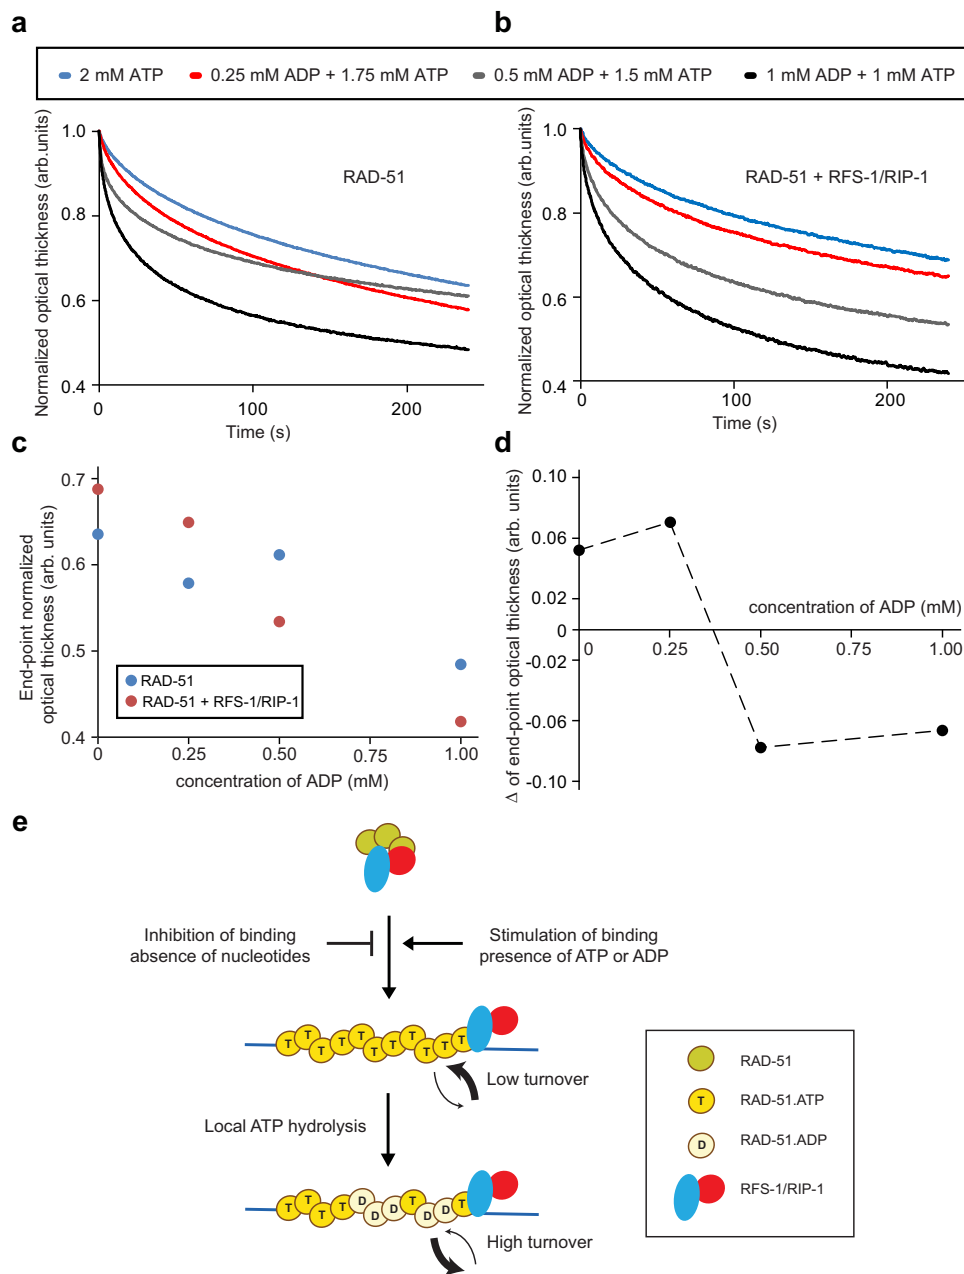 a
b
2 mM ATP
0.25 mM ADP + 1.75 mM ATP
0.5 mM ADP + 1.5 mM ATP
1 mM ADP + 1 mM ATP
Normalized optical thickness (arb.units)
1.0
0.8
0.6
0.4
RAD-51
0
100
200
Time (s)
Normalized optical thickness (arb.units)
1.0
0.8
0.6
0.4
RAD-51 + RFS-1/RIP-1
0
100
200
Time (s)
c
End-point normalized
optical thickness (arb. units)
0.7
0.6
0.5
0.4
RAD-51
RAD-51 + RFS-1/RIP-1
0
0.25
0.50
0.75
1.00
concentration of ADP (mM)
d
Δ of end-point optical thickness (arb. units)
0.10
0.06
0.02
0
-0.02
-0.06
-0.10
concentration of ADP (mM)
0
0.25
0.50
0.75
1.00
e
Inhibition of binding
absence of nucleotides
Stimulation of binding
presence of ATP or ADP
T T T T T T T T T T T T
Low turnover
Local ATP hydrolysis
T T T T D D D T D D T
High turnover
RAD-51
T RAD-51.ATP
D RAD-51.ADP
RFS-1/RIP-1